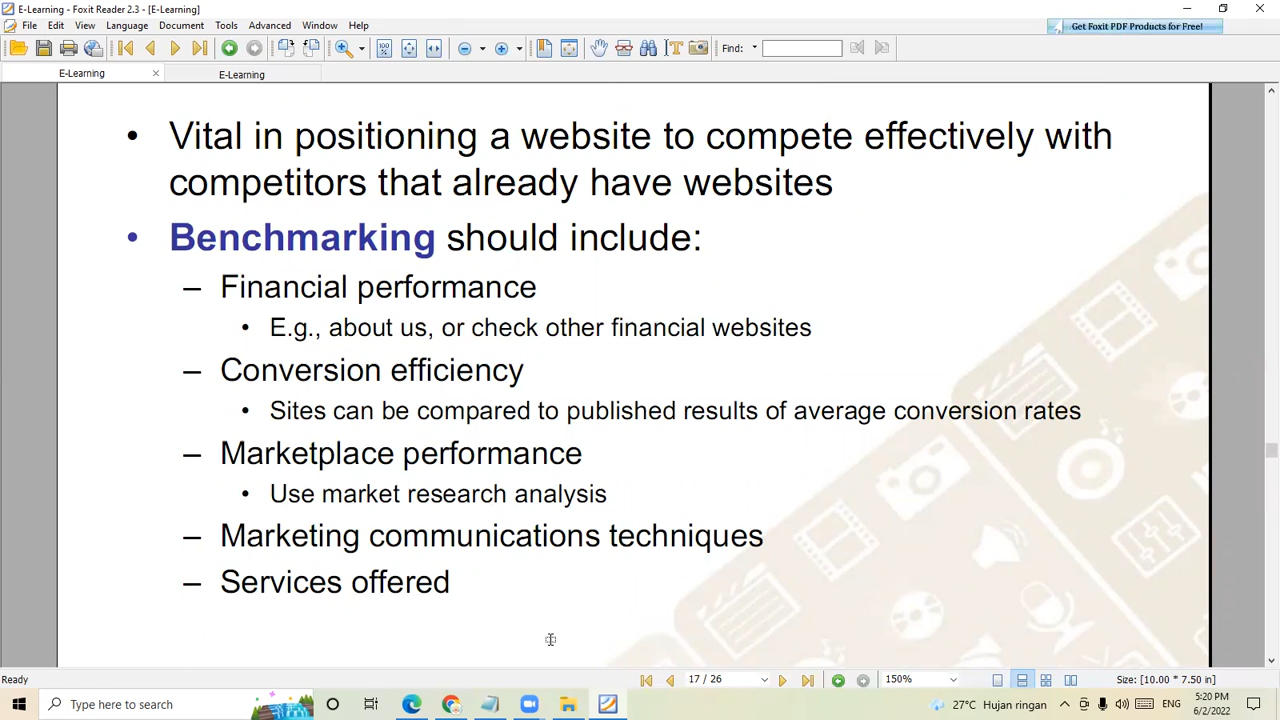 E-Learning - Foxit Reader 2.3 - [E-Learning]
File Edit View Language Document Tools Advanced Window Help
Get Foxit PDF Products for Free!
Find:
E-Learning
E-Learning
• Vital in positioning a website to compete effectively with
competitors that already have websites
• Benchmarking should include:
– Financial performance
• E.g., about us, or check other financial websites
– Conversion efficiency
• Sites can be compared to published results of average conversion rates
– Marketplace performance
• Use market research analysis
– Marketing communications techniques
– Services offered
Ready 17 / 26 150% Size: [10.00 * 7.50 in]
Type here to search
27°C Hujan ringan
5:20 PM
6/2/2022